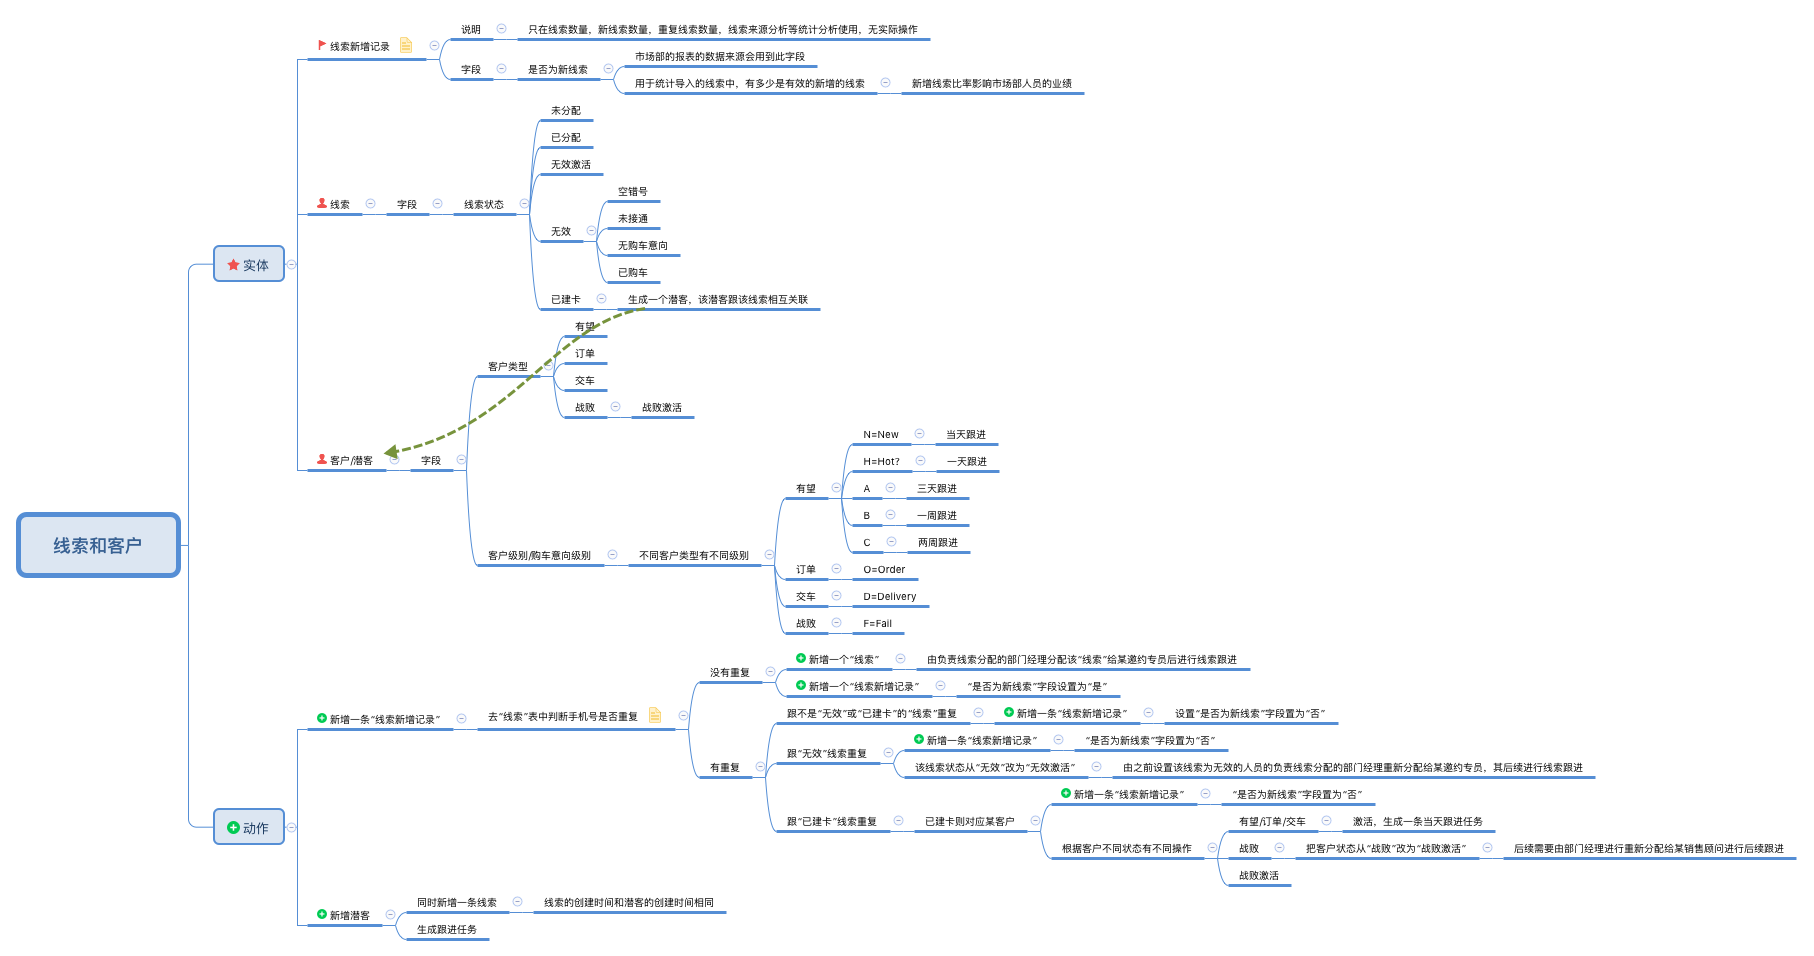 线索和客户
实体
线索新增记录
说明
只在线索数量，新线索数量，重复线索数量，线索来源分析等统计分析使用，无实际操作
字段
是否为新线索
市场部的报表的数据来源会用到此字段
用于统计导入的线索中，有多少是有效的新增的线索
新增线索比率影响市场部人员的业绩
线索
字段
线索状态
未分配
已分配
无效激活
无效
空错号
未接通
无购车意向
已购车
已建卡
生成一个潜客，该潜客跟该线索相互关联
客户/潜客
字段
客户类型
有望
订单
交车
战败
战败激活
客户级别/购车意向级别
不同客户类型有不同级别
有望
N=New
当天跟进
H=Hot?
一天跟进
A
三天跟进
B
一周跟进
C
两周跟进
订单
O=Order
交车
D=Delivery
战败
F=Fail
动作
新增一条“线索新增记录”
去“线索”表中判断手机号是否重复
没有重复
新增一个“线索”
由负责线索分配的部门经理分配该“线索”给某邀约专员后进行线索跟进
新增一个“线索新增记录”
“是否为新线索”字段设置为“是”
有重复
跟不是“无效”或“已建卡”的“线索”重复
新增一条“线索新增记录”
设置“是否为新线索”字段置为“否”
跟“无效”线索重复
新增一条“线索新增记录”
“是否为新线索”字段置为“否”
该线索状态从“无效”改为“无效激活”
由之前设置该线索为无效的人员的负责线索分配的部门经理重新分配给某邀约专员，其后续进行线索跟进
跟“已建卡”线索重复
已建卡则对应某客户
新增一条“线索新增记录”
“是否为新线索”字段置为“否”
根据客户不同状态有不同操作
有望/订单/交车
激活，生成一条当天跟进任务
战败
把客户状态从“战败”改为“战败激活”
后续需要由部门经理进行重新分配给某销售顾问进行后续跟进
战败激活
新增潜客
同时新增一条线索
线索的创建时间和潜客的创建时间相同
生成跟进任务